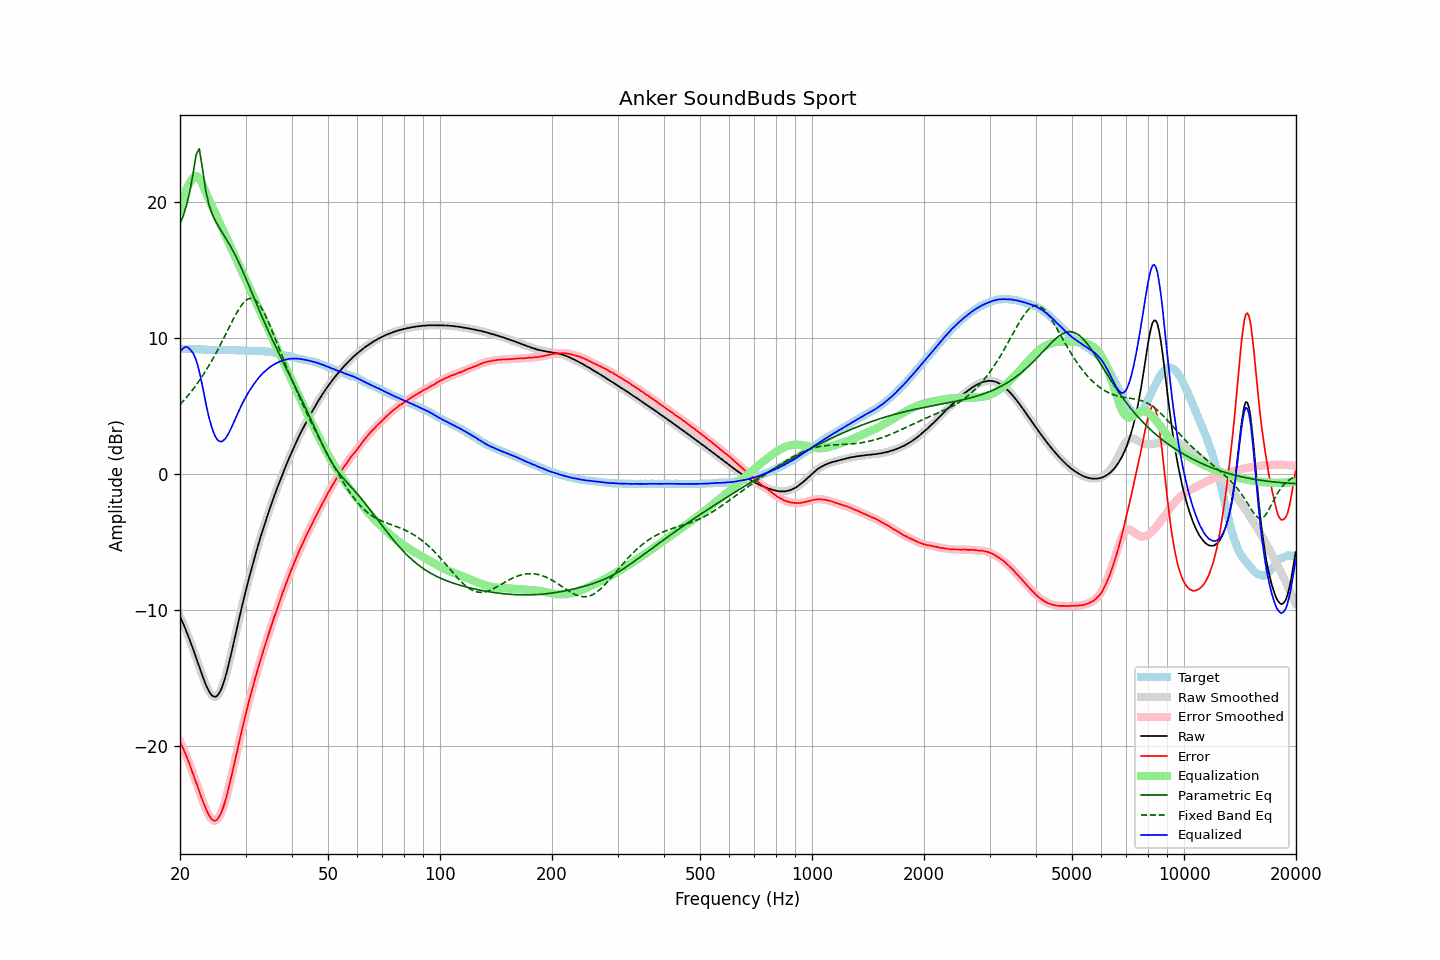 Anker SoundBuds Sport
Amplitude (dBr)
20
10
0
−10
−20
20 50 100 200 500 1000 2000 5000 10000 20000
Frequency (Hz)
Target
Raw Smoothed
Error Smoothed
Raw
Error
Equalization
Parametric Eq
Fixed Band Eq
Equalized